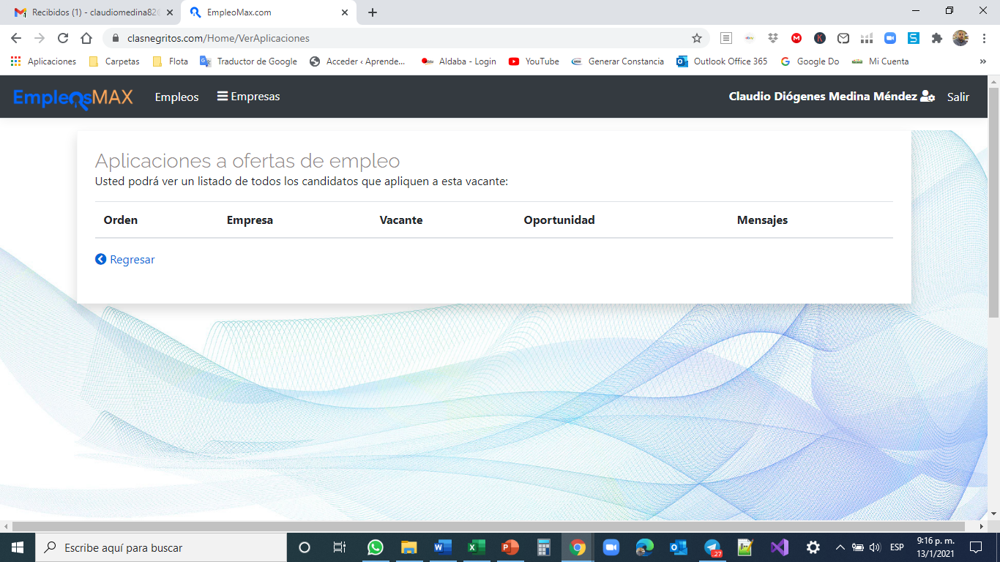 Recibidos (1) - claudiomedina82
EmpleoMax.com
clasnegritos.com/Home/VerAplicaciones
Aplicaciones
Carpetas
Flota
Traductor de Google
Acceder ‹ Aprende...
Aldaba - Login
YouTube
Generar Constancia
Outlook Office 365
Google Do
Mi Cuenta
»
EmpleosMAX
Empleos
Empresas
Claudio Diógenes Medina Méndez
Salir
Aplicaciones a ofertas de empleo
Usted podrá ver un listado de todos los candidatos que apliquen a esta vacante:
Orden Empresa Vacante Oportunidad Mensajes
Regresar
Escribe aquí para buscar
27
ESP
9:16 p. m.
13/1/2021